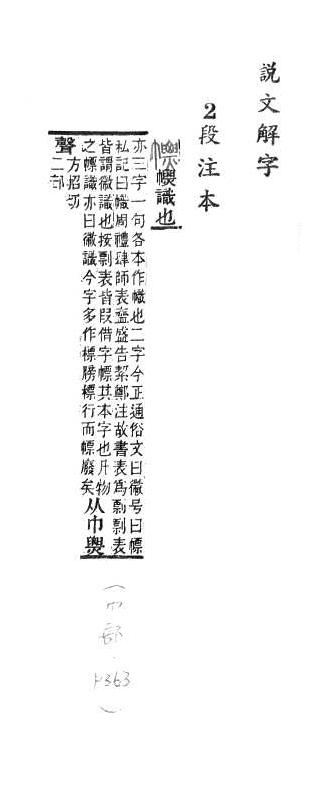 説文解字
2段注本
幖幖識也
亦三字一句各本作幟也二字今正通俗文曰徽号曰幖
私記曰幟周禮肆師表齍盛告絜鄭注故書表為剽剽表
皆謂徽識也按剽表皆叚借字幖其本字也凡物
之幖識亦曰徽識今字多作標牓標行而幖廢矣
从巾㶾
聲
方招切
二部
(巾部.P363)